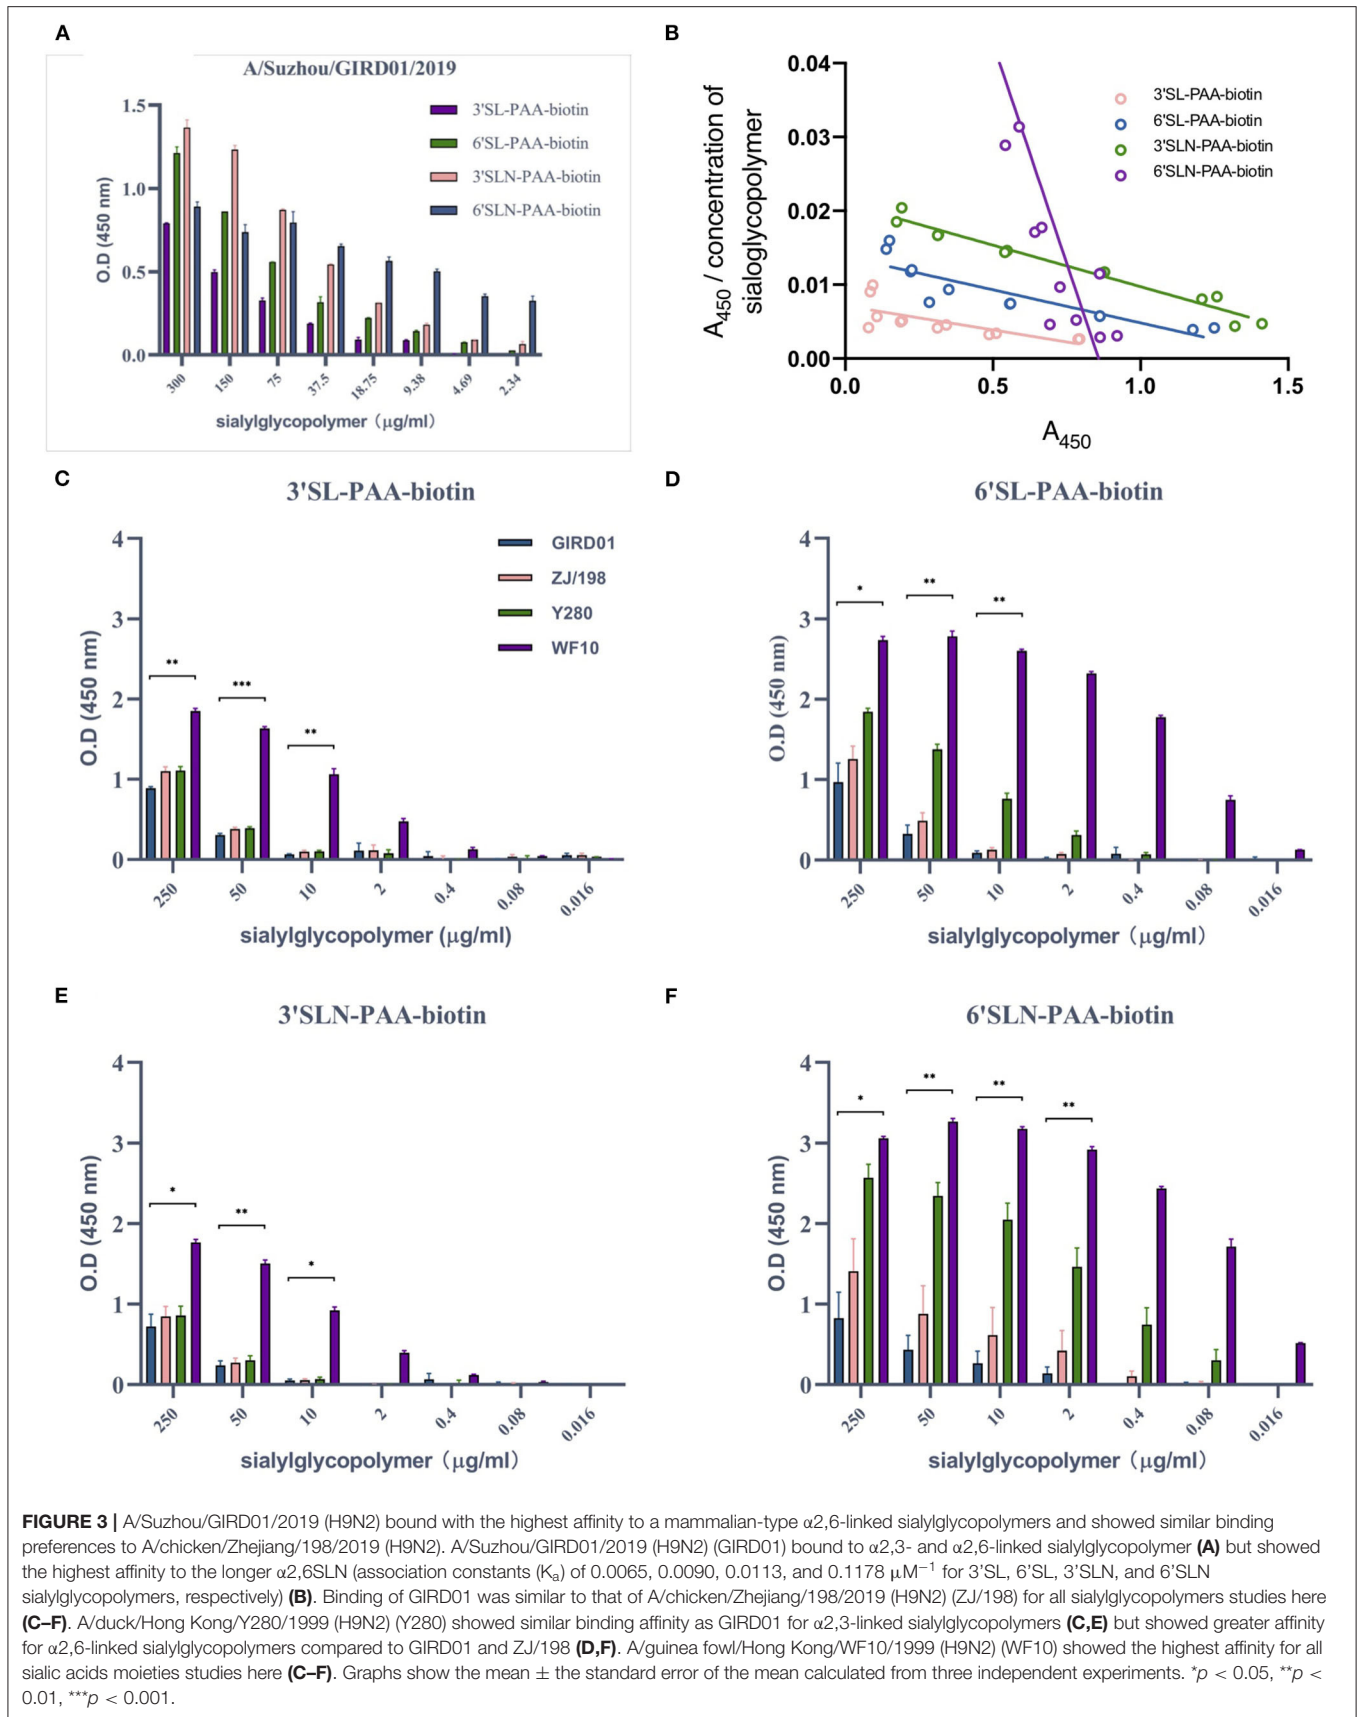 A
A/Suzhou/GIRD01/2019
O.D (450 nm)
1.5
1.0
0.5
0.0
3'SL-PAA-biotin
6'SL-PAA-biotin
3'SLN-PAA-biotin
6'SLN-PAA-biotin
300 150 75 37.5 18.75 9.38 4.69 2.34
sialylglycopolymer (μg/ml)
B
A450 / concentration of
sialoglycopolymer
0.04
0.03
0.02
0.01
0.00
3'SL-PAA-biotin
6'SL-PAA-biotin
3'SLN-PAA-biotin
6'SLN-PAA-biotin
0.0 0.5 1.0 1.5
A450
C
3'SL-PAA-biotin
O.D (450 nm)
4
3
2
1
0
GIRD01
ZJ/198
Y280
WF10
** *** **
250 50 10 2 0.4 0.08 0.016
sialylglycopolymer (μg/ml)
D
6'SL-PAA-biotin
O.D (450 nm)
4
3
2
1
0
* ** **
250 50 10 2 0.4 0.08 0.016
sialylglycopolymer (μg/ml)
E
3'SLN-PAA-biotin
O.D (450 nm)
4
3
2
1
0
* ** *
250 50 10 2 0.4 0.08 0.016
sialylglycopolymer (μg/ml)
F
6'SLN-PAA-biotin
O.D (450 nm)
4
3
2
1
0
* ** ** **
250 50 10 2 0.4 0.08 0.016
sialylglycopolymer (μg/ml)
FIGURE 3 | A/Suzhou/GIRD01/2019 (H9N2) bound with the highest affinity to a mammalian-type α2,6-linked sialylglycopolymers and showed similar binding
preferences to A/chicken/Zhejiang/198/2019 (H9N2). A/Suzhou/GIRD01/2019 (H9N2) (GIRD01) bound to α2,3- and α2,6-linked sialylglycopolymer (A) but showed
the highest affinity to the longer α2,6SLN (association constants (Ka) of 0.0065, 0.0090, 0.0113, and 0.1178 μM−1 for 3'SL, 6'SL, 3'SLN, and 6'SLN
sialylglycopolymers, respectively) (B). Binding of GIRD01 was similar to that of A/chicken/Zhejiang/198/2019 (H9N2) (ZJ/198) for all sialylglycopolymers studies here
(C–F). A/duck/Hong Kong/Y280/1999 (H9N2) (Y280) showed similar binding affinity as GIRD01 for α2,3-linked sialylglycopolymers (C,E) but showed greater affinity
for α2,6-linked sialylglycopolymers compared to GIRD01 and ZJ/198 (D,F). A/guinea fowl/Hong Kong/WF10/1999 (H9N2) (WF10) showed the highest affinity for all
sialic acids moieties studies here (C–F). Graphs show the mean ± the standard error of the mean calculated from three independent experiments. *p < 0.05, **p <
0.01, ***p < 0.001.